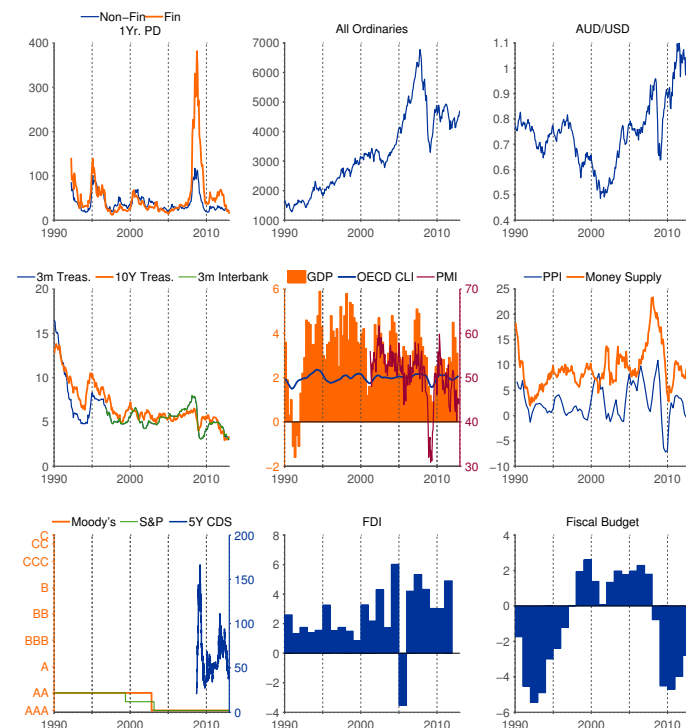 Non-Fin Fin
1Yr. PD
400
300
200
100
0
1990 2000 2010
All Ordinaries
7000
6000
5000
4000
3000
2000
1000
1990 2000 2010
AUD/USD
1.1
1
0.9
0.8
0.7
0.6
0.5
0.4
1990 2000 2010
3m Treas. 10Y Treas. 3m Interbank
20
15
10
5
0
1990 2000 2010
GDP OECD CLI PMI
6 70
4 60
2 50
0 40
−2 30
1990 2000 2010
PPI Money Supply
25
20
15
10
5
0
−5
−10
1990 2000 2010
Moody's S&P 5Y CDS
C 200
CC
CCC
150
B
BB 100
BBB
A 50
AA
AAA 0
1990 2000 2010
FDI
8
6
4
2
0
−2
−4
1990 2000 2010
Fiscal Budget
4
2
0
−2
−4
−6
1990 2000 2010